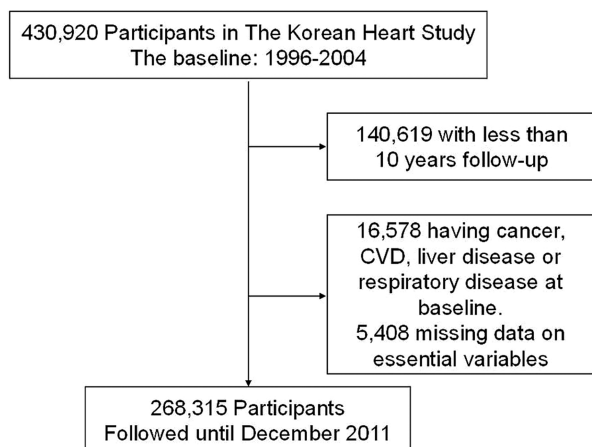 430,920 Participants in The Korean Heart Study
The baseline: 1996-2004
140,619 with less than
10 years follow-up
16,578 having cancer,
CVD, liver disease or
respiratory disease at
baseline.
5,408 missing data on
essential variables
268,315 Participants
Followed until December 2011